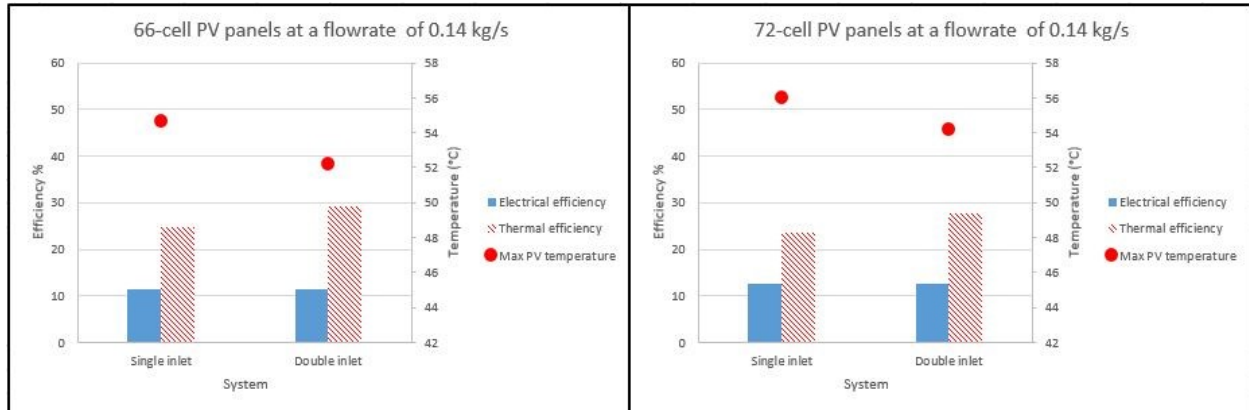 66-cell PV panels at a flowrate of 0.14 kg/s
60
50
40
30
20
10
0
Efficiency %
58
56
54
52
50
48
46
44
42
Temperature (°C)
Single inlet
Double inlet
System
Electrical efficiency
Thermal efficiency
Max PV temperature
72-cell PV panels at a flowrate of 0.14 kg/s
60
50
40
30
20
10
0
Efficiency %
58
56
54
52
50
48
46
44
42
Temperature (°C)
Single inlet
Double inlet
System
Electrical efficiency
Thermal efficiency
Max PV temperature